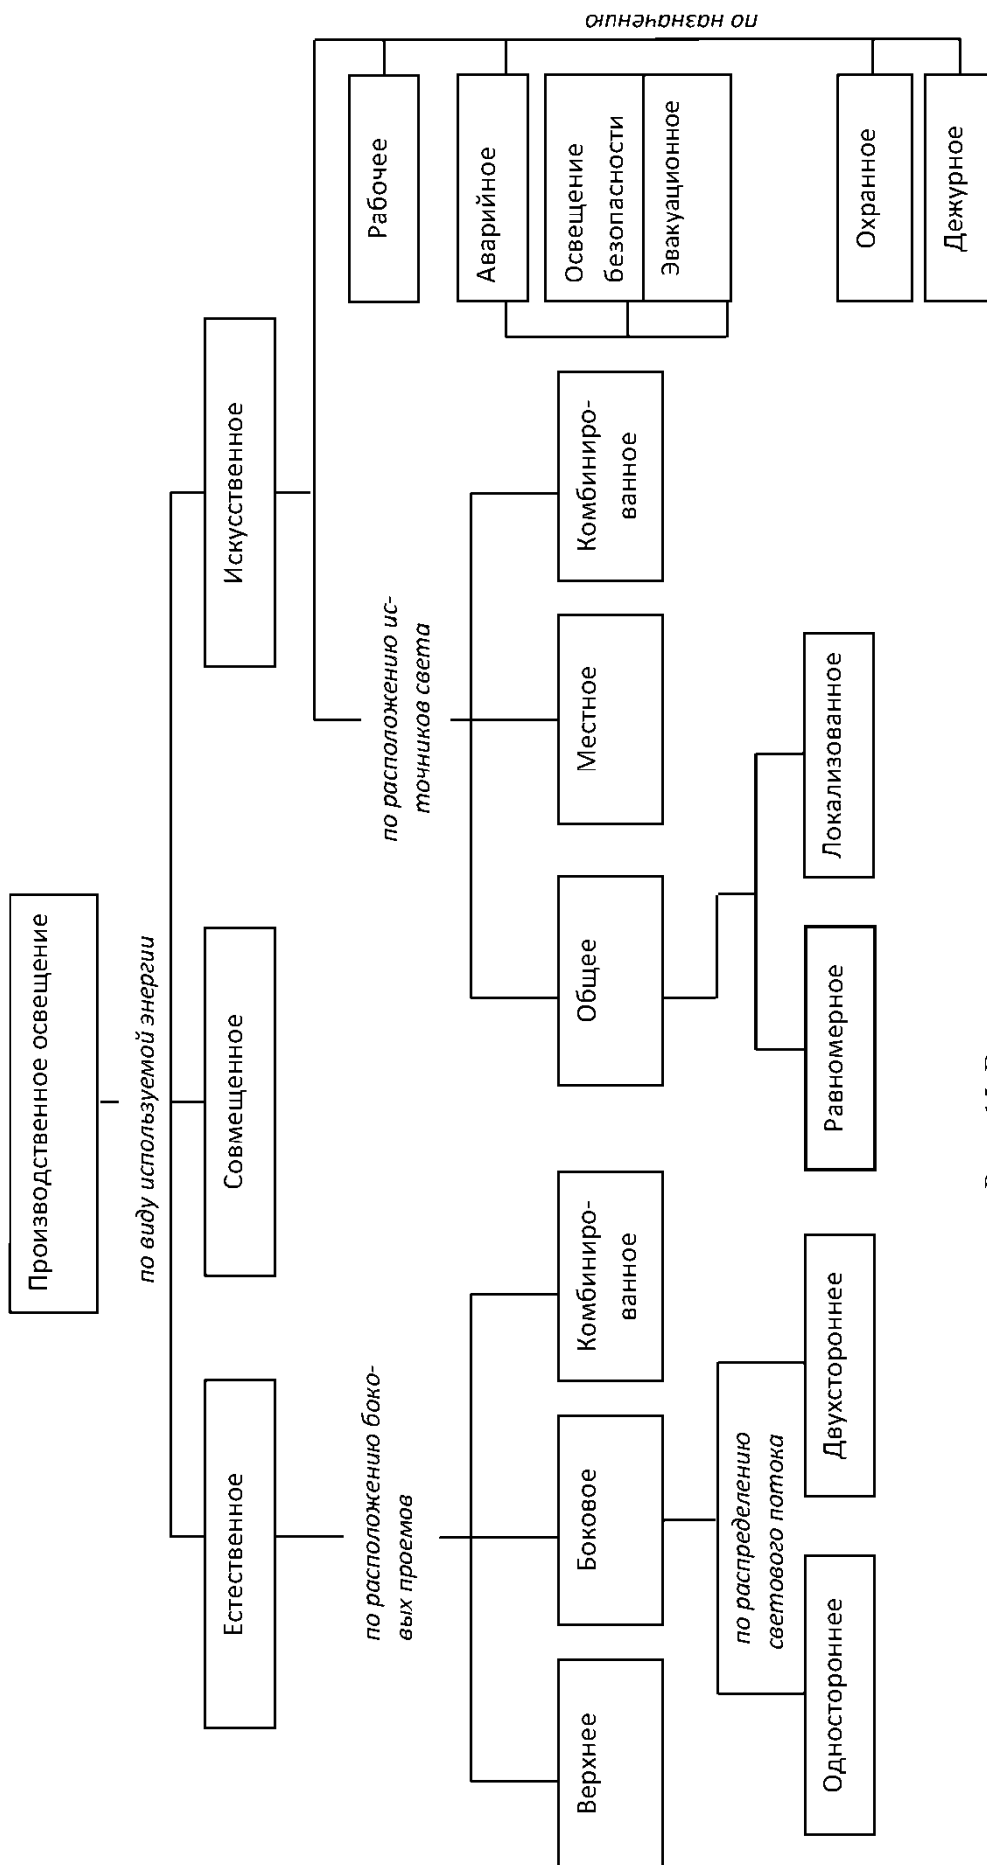 Производственное освещение
по виду используемой энергии
Естественное
Совмещенное
Искусственное
по расположению боко-
вых проемов
по расположению ис-
точников света
по назначению
Верхнее
Боковое
Комбиниро-
ванное
Общее
Местное
Комбиниро-
ванное
Рабочее
Аварийное
Освещение
безопасности
Эвакуационное
Охранное
Дежурное
по распределению
светового потока
Одностороннее
Двухстороннее
Равномерное
Локализованное